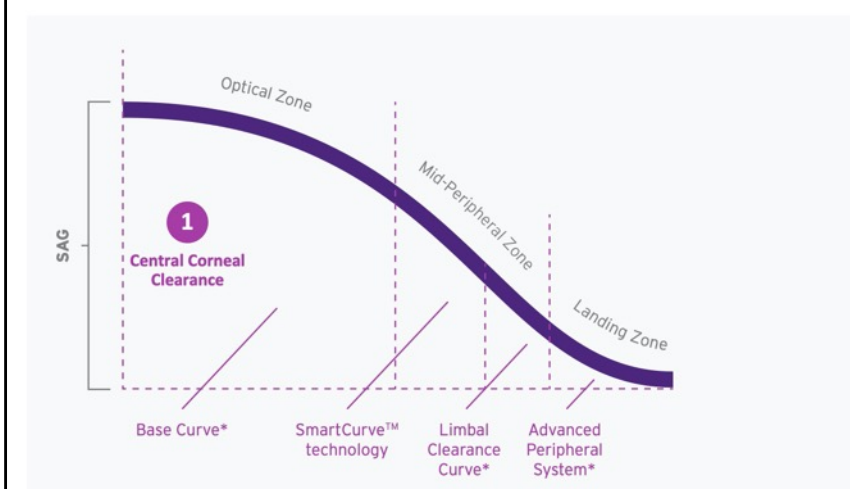 Optical Zone
Mid-Peripheral Zone
Landing Zone
SAG
1
Central Corneal
Clearance
Base Curve*
SmartCurve™
technology
Limbal
Clearance
Curve*
Advanced
Peripheral
System*